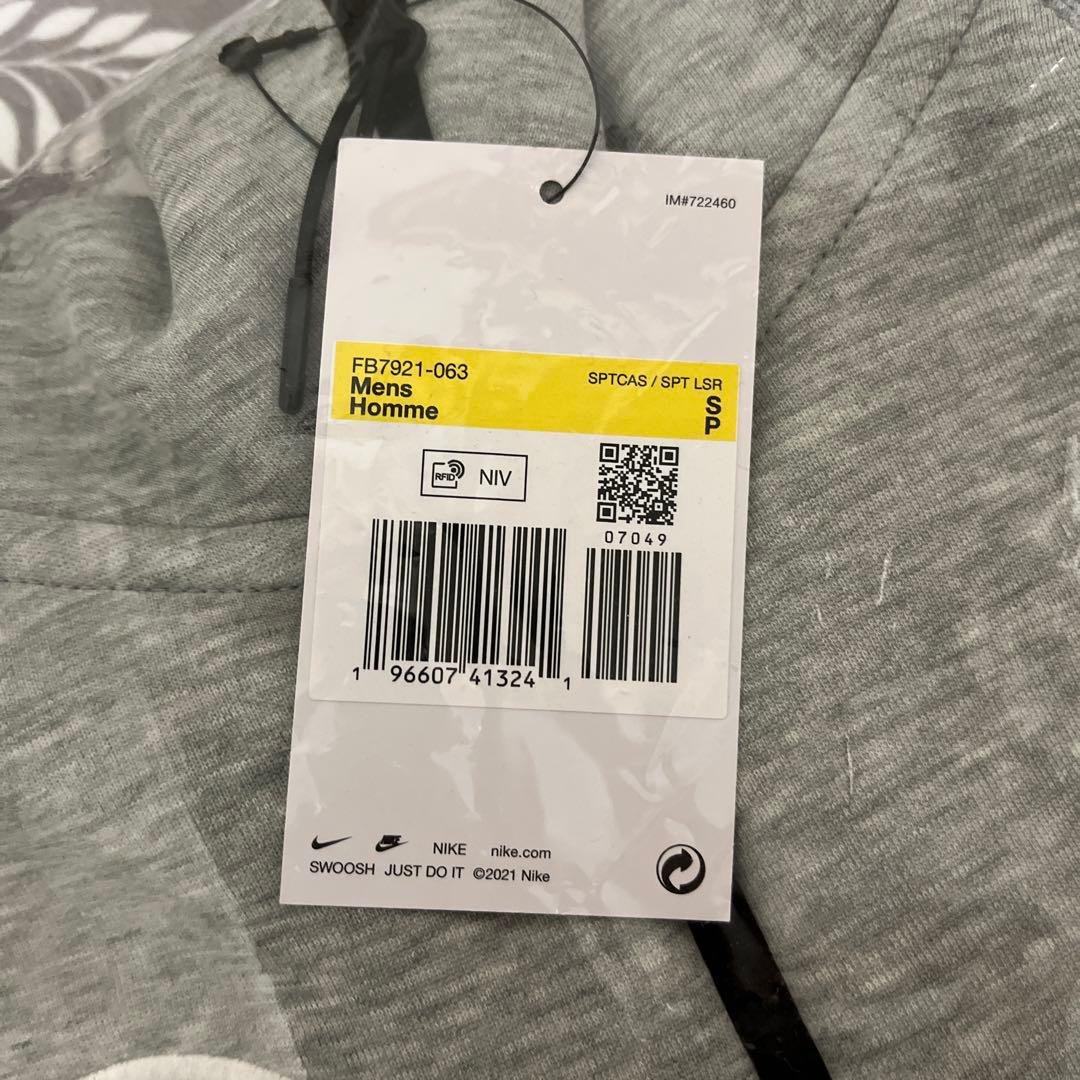 IM#722460
FB7921-063
SPTCAS / SPT LSR
Mens
S
Homme
P
RFID NIV
07049
1 96607 41324 1
NIKE nike.com
SWOOSH JUST DO IT ©2021 Nike